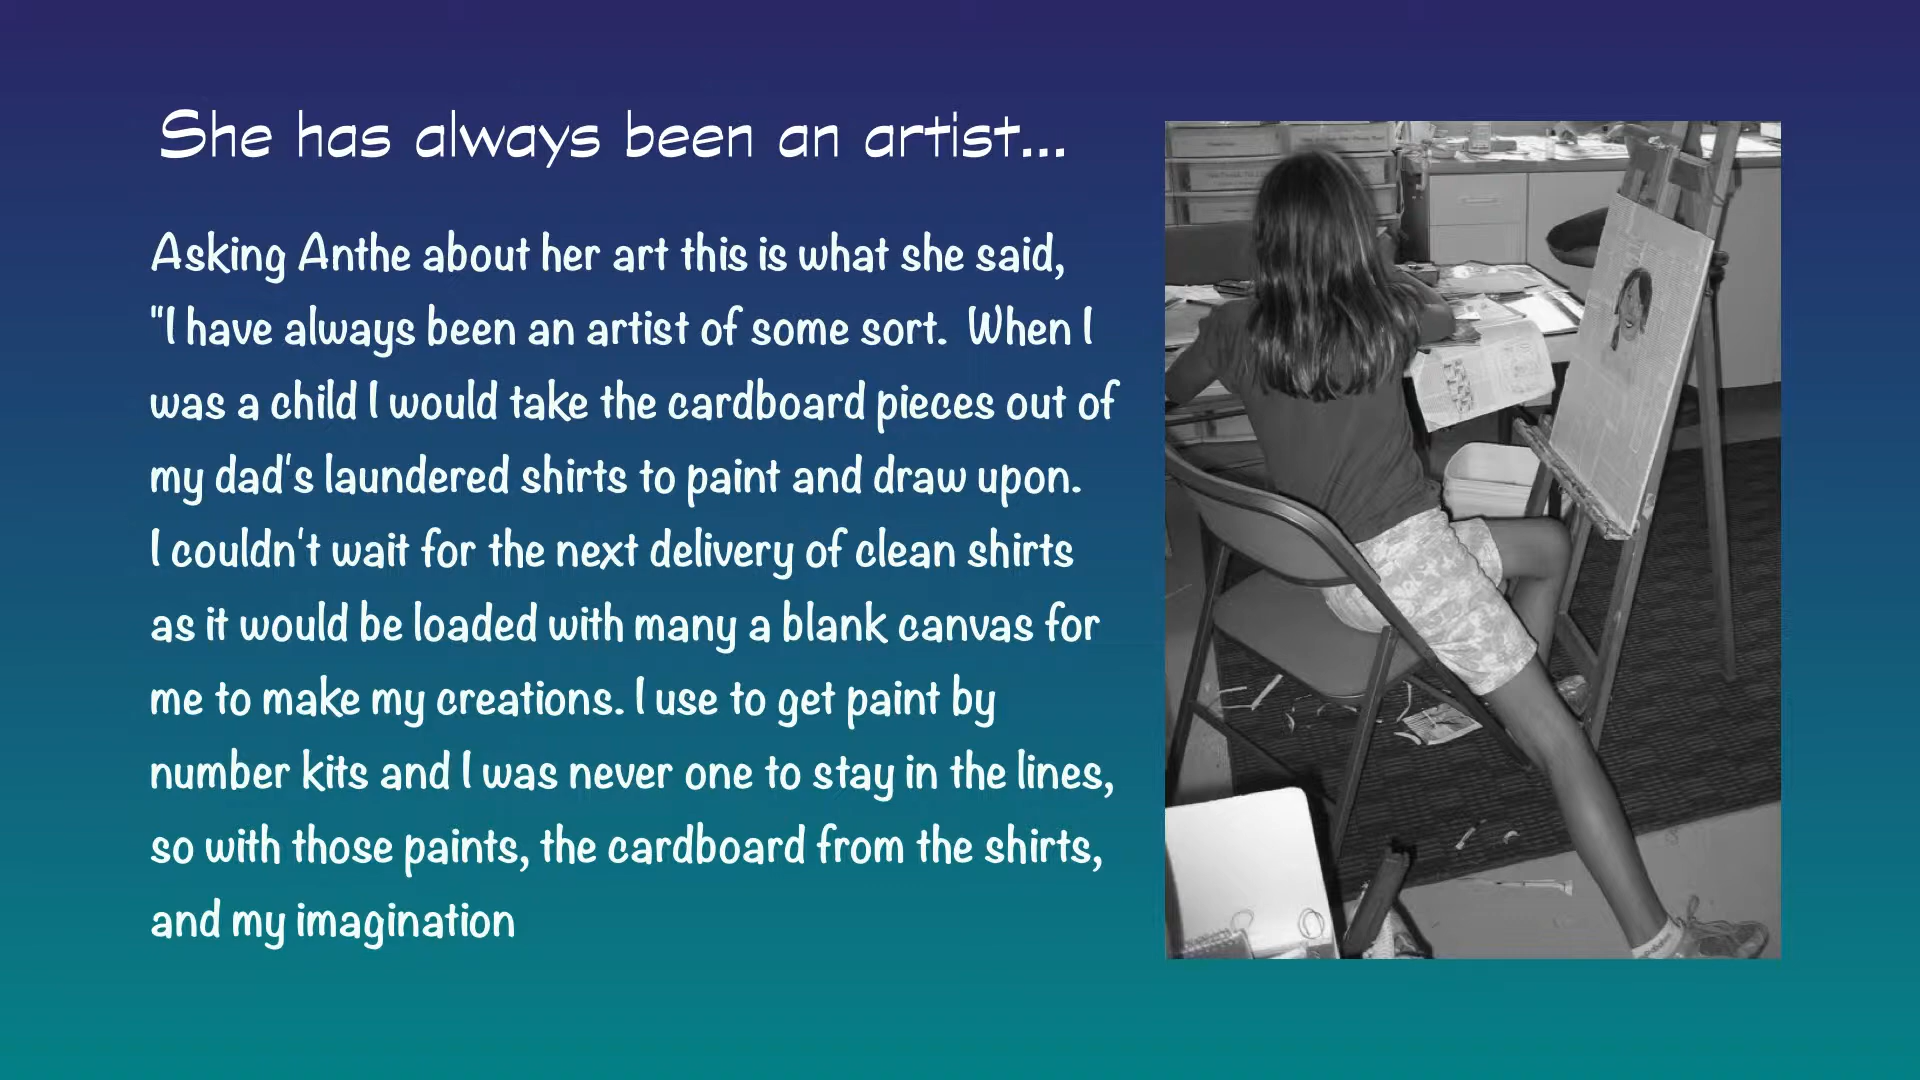 She has always been an artist...
Asking Anthe about her art this is what she said,
"I have always been an artist of some sort.  When I
was a child I would take the cardboard pieces out of
my dad's laundered shirts to paint and draw upon.
I couldn't wait for the next delivery of clean shirts
as it would be loaded with many a blank canvas for
me to make my creations. I use to get paint by
number kits and I was never one to stay in the lines,
so with those paints, the cardboard from the shirts,
and my imagination